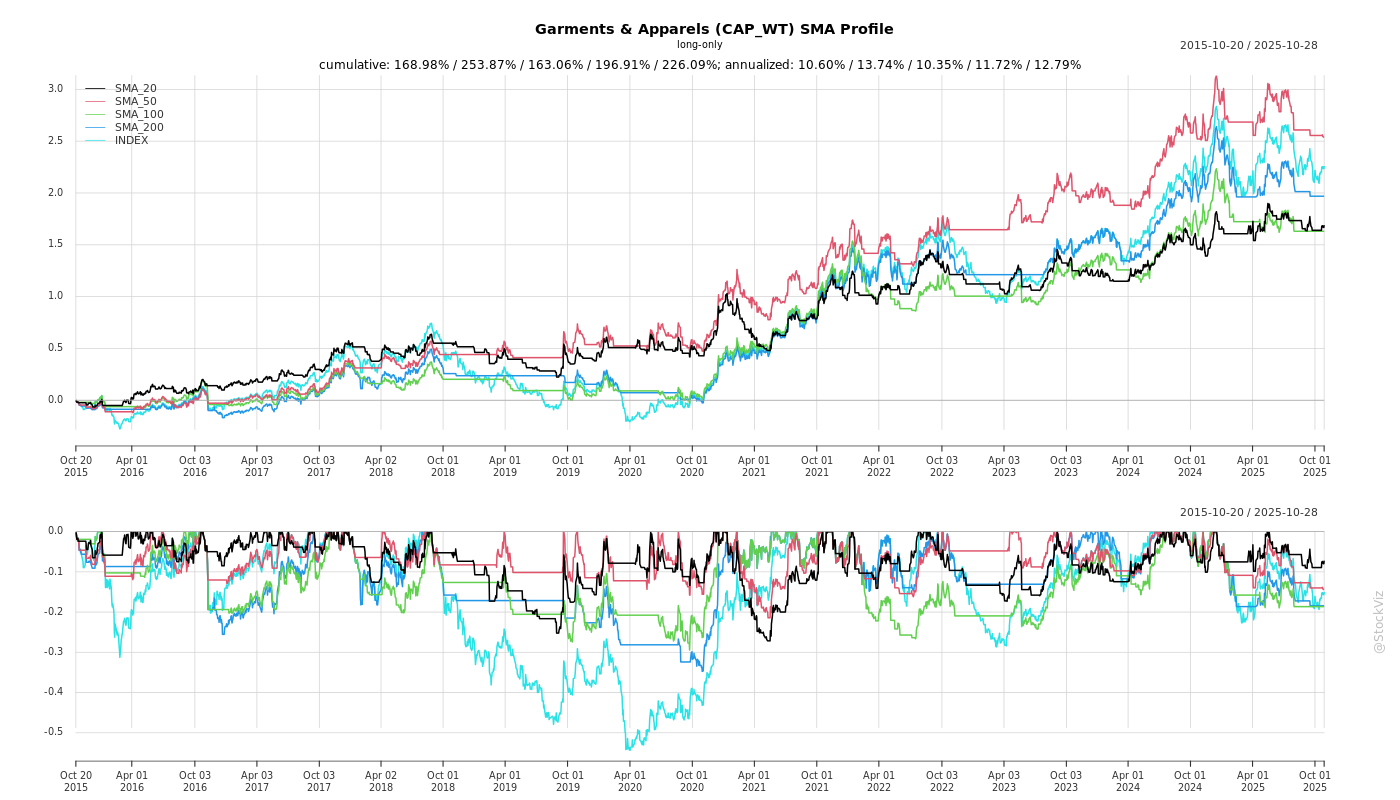 Garments & Apparels (CAP_WT) SMA Profile
long-only
2015-10-20 / 2025-10-28
cumulative: 168.98% / 253.87% / 163.06% / 196.91% / 226.09%; annualized: 10.60% / 13.74% / 10.35% / 11.72% / 12.79%
SMA_20
SMA_50
SMA_100
SMA_200
INDEX
3.0
2.5
2.0
1.5
1.0
0.5
0.0
Oct 20 Apr 01 Oct 03 Apr 03 Oct 03 Apr 02 Oct 01 Apr 01 Oct 01 Apr 01 Oct 01 Apr 01 Oct 01 Apr 01 Oct 03 Apr 03 Oct 03 Apr 01 Oct 01 Apr 01 Oct 01
2015 2016 2016 2017 2017 2018 2018 2019 2019 2020 2020 2021 2021 2022 2022 2023 2023 2024 2024 2025 2025
2015-10-20 / 2025-10-28
0.0
-0.1
-0.2
-0.3
-0.4
-0.5
Oct 20 Apr 01 Oct 03 Apr 03 Oct 03 Apr 02 Oct 01 Apr 01 Oct 01 Apr 01 Oct 01 Apr 01 Oct 01 Apr 01 Oct 03 Apr 03 Oct 03 Apr 01 Oct 01 Apr 01 Oct 01
2015 2016 2016 2017 2017 2018 2018 2019 2019 2020 2020 2021 2021 2022 2022 2023 2023 2024 2024 2025 2025
@StockViz